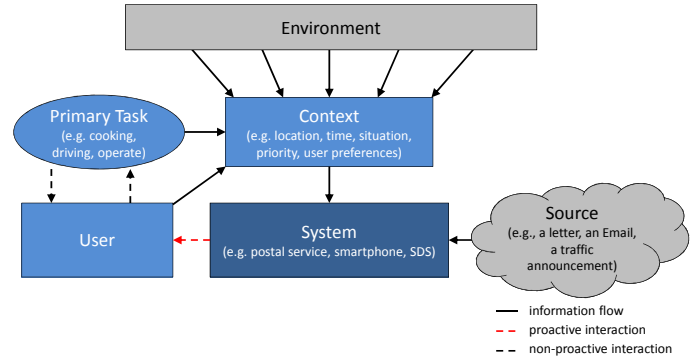 Environment
Primary Task
(e.g. cooking,
driving, operate)
Context
(e.g. location, time, situation,
priority, user preferences)
User
System
(e.g. postal service, smartphone, SDS)
Source
(e.g., a letter, an Email,
a traffic
announcement)
information flow
proactive interaction
non-proactive interaction